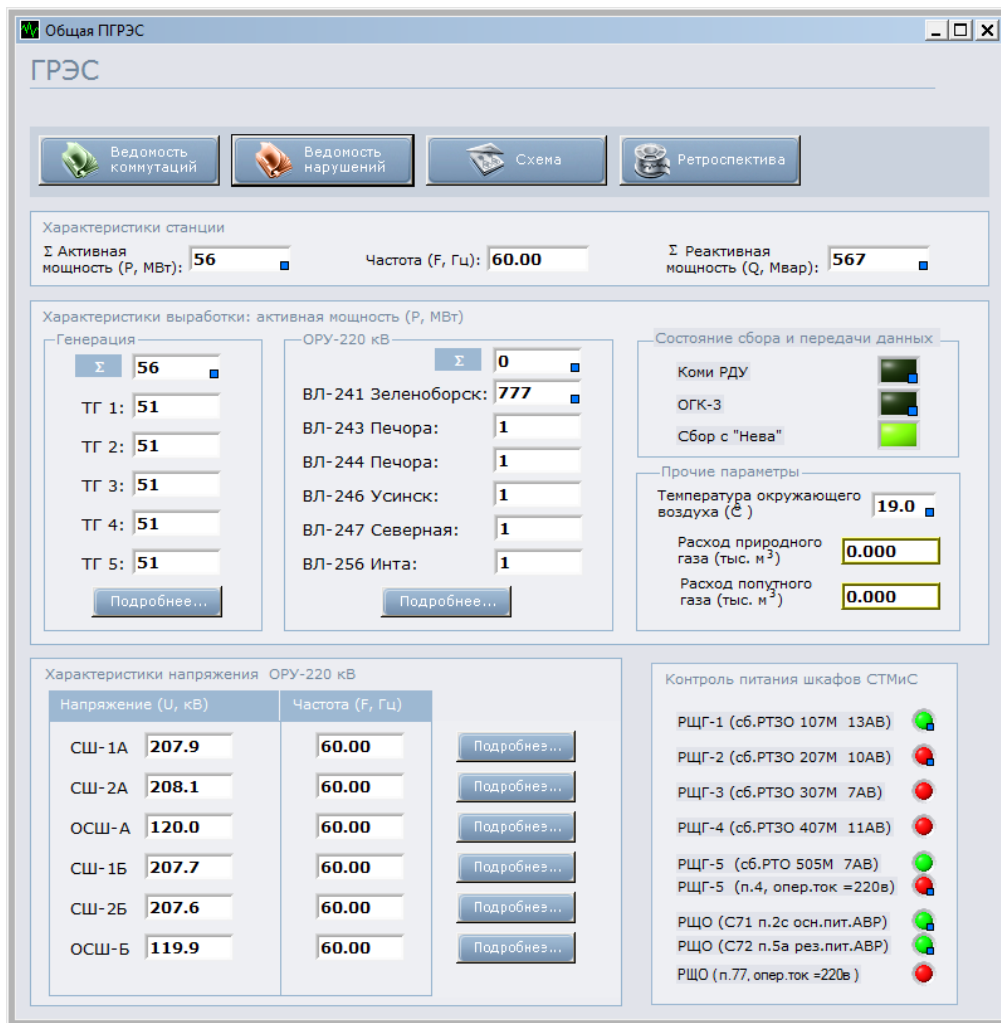 Общая ПГРЭС
ГРЭС
Ведомость
коммутаций
Ведомость
нарушений
Схема
Ретроспектива
Характеристики станции
Σ Активная
мощность (P, МВт): 56
Частота (F, Гц): 60.00
Σ Реактивная
мощность (Q, Мвар): 567
Характеристики выработки: активная мощность (P, МВт)
Генерация
Σ 56
ТГ 1: 51
ТГ 2: 51
ТГ 3: 51
ТГ 4: 51
ТГ 5: 51
Подробнее...
ОРУ-220 кВ
Σ 0
ВЛ-241 Зеленоборск: 777
ВЛ-243 Печора: 1
ВЛ-244 Печора: 1
ВЛ-246 Усинск: 1
ВЛ-247 Северная: 1
ВЛ-256 Инта: 1
Подробнее...
Состояние сбора и передачи данных
Коми РДУ
ОГК-3
Сбор с "Нева"
Прочие параметры
Температура окружающего
воздуха (C° ) 19.0
Расход природного
газа (тыс. м³) 0.000
Расход попутного
газа (тыс. м³) 0.000
Характеристики напряжения ОРУ-220 кВ
Напряжение (U, кВ) Частота (F, Гц)
СШ-1А 207.9 60.00 Подробнее...
СШ-2А 208.1 60.00 Подробнее...
ОСШ-А 120.0 60.00 Подробнее...
СШ-1Б 207.7 60.00 Подробнее...
СШ-2Б 207.6 60.00 Подробнее...
ОСШ-Б 119.9 60.00 Подробнее...
Контроль питания шкафов СТМиС
РЩГ-1 (сб.РТЗО 107М 13АВ)
РЩГ-2 (сб.РТЗО 207М 10АВ)
РЩГ-3 (сб.РТЗО 307М 7АВ)
РЩГ-4 (сб.РТЗО 407М 11АВ)
РЩГ-5 (сб.РТО 505М 7АВ)
РЩГ-5 (п.4, опер.ток =220в)
РЩО (С71 п.2с осн.пит.АВР)
РЩО (С72 п.5а рез.пит.АВР)
РЩО (п.77, опер.ток =220в )